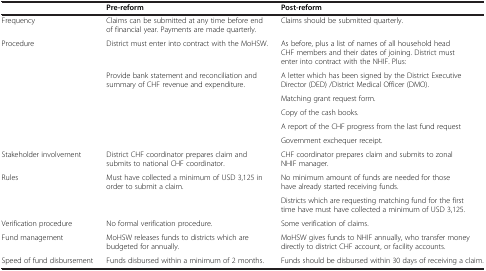 Pre-reform Post-reform
Frequency Claims can be submitted at any time before end Claims should be submitted quarterly.
of financial year. Payments are made quarterly.
Procedure District must enter into contract with the MoHSW. As before, plus a list of names of all household head
CHF members and their dates of joining. District must
enter into contract with the NHIF. Plus:
Provide bank statement and reconciliation and A letter which has been signed by the District Executive
summary of CHF revenue and expenditure. Director (DED) /District Medical Officer (DMO).
Matching grant request form.
Copy of the cash books.
A report of the CHF progress from the last fund request
Government exchequer receipt.
Stakeholder involvement District CHF coordinator prepares claim and CHF coordinator prepares claim and submits to zonal
submits to national CHF coordinator. NHIF manager.
Rules Must have collected a minimum of USD 3,125 in No minimum amount of funds are needed for those
order to submit a claim. have already started receiving funds.
Districts which are requesting matching fund for the first
time have must have collected a minimum of USD 3,125.
Verification procedure No formal verification procedure. Some verification of claims.
Fund management MoHSW releases funds to districts which are MoHSW gives funds to NHIF annually, who transfer money
budgeted for annually. directly to district CHF account, or facility accounts.
Speed of fund disbursement Funds disbursed within a minimum of 2 months. Funds should be disbursed within 30 days of receiving a claim.